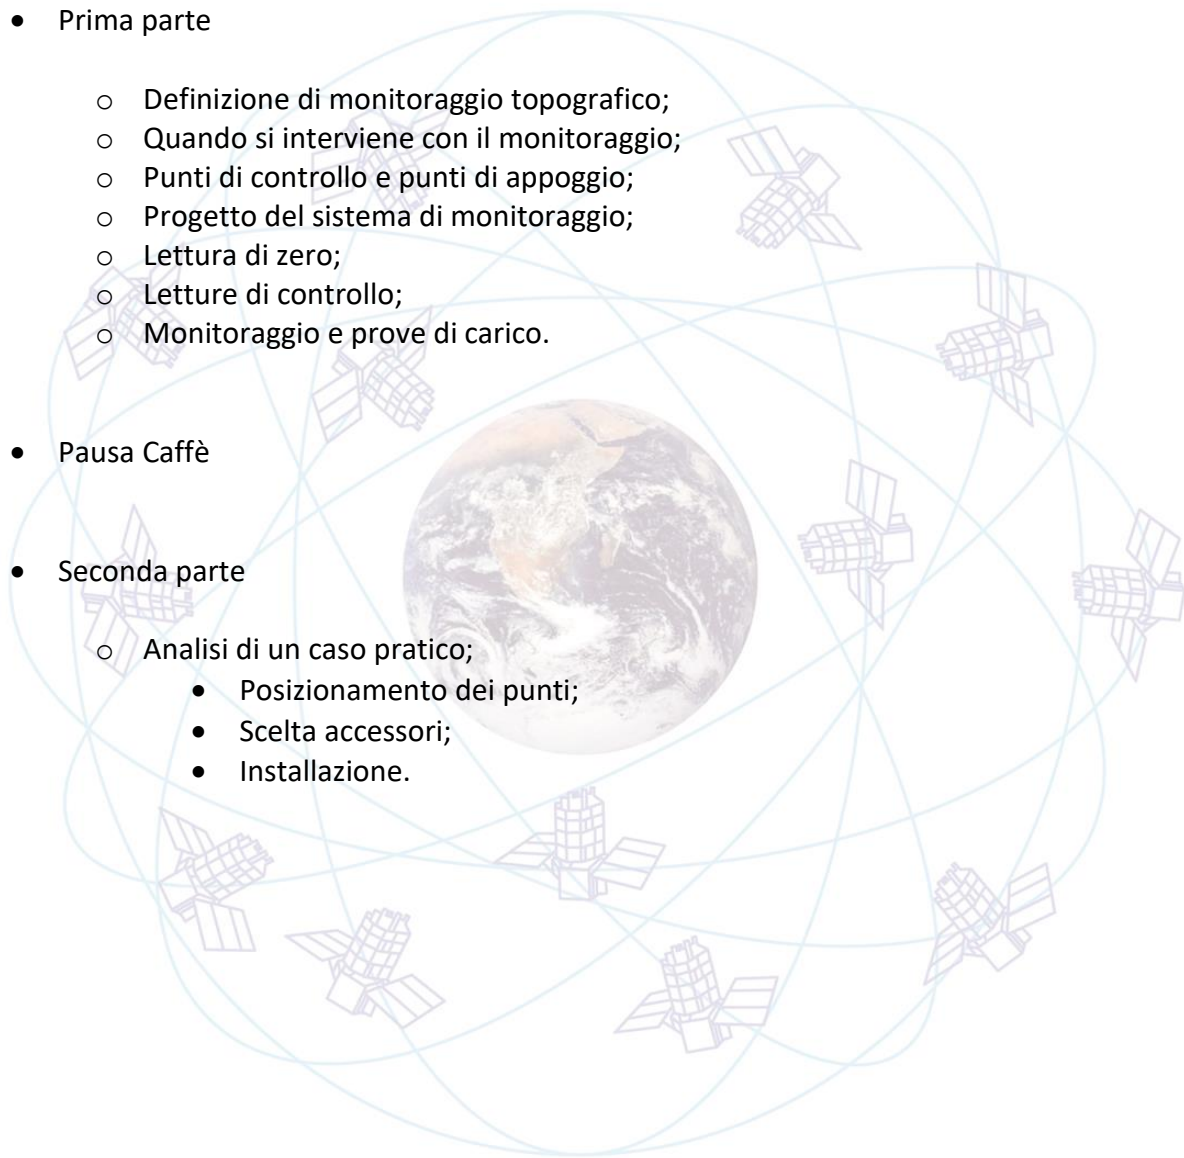 • Prima parte
o Definizione di monitoraggio topografico;
o Quando si interviene con il monitoraggio;
o Punti di controllo e punti di appoggio;
o Progetto del sistema di monitoraggio;
o Lettura di zero;
o Letture di controllo;
o Monitoraggio e prove di carico.
• Pausa Caffè
• Seconda parte
o Analisi di un caso pratico;
• Posizionamento dei punti;
• Scelta accessori;
• Installazione.